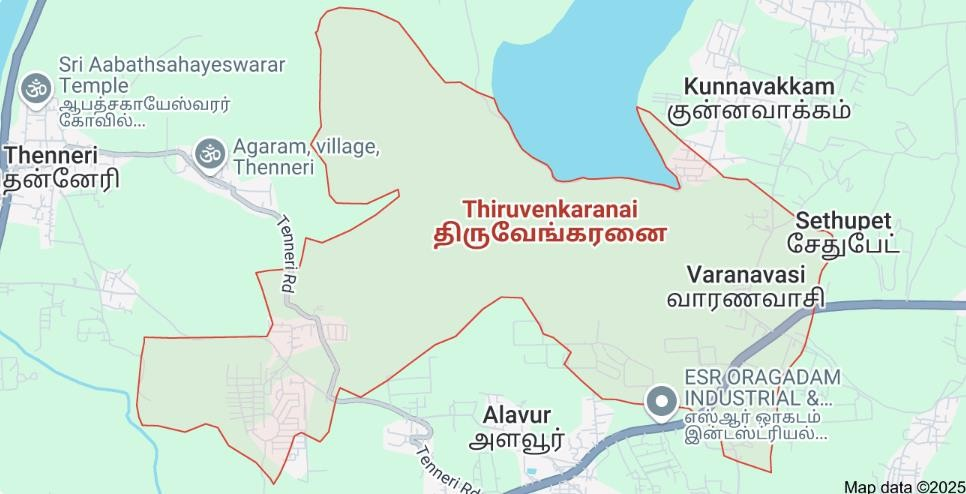 Sri Aabathsahayeswarar
Temple
ஆபத்சகாயேஸ்வரர்
கோவில்...
Kunnavakkam
குன்னவாக்கம்
Thenneri
தன்னேரி
Agaram, village,
Thenneri
Thiruvenkaranai
திருவேங்கரனை
Tenneri Rd
Sethupet
சேதுபேட்
Varanavasi
வாரணவாசி
ESR ORAGADAM
INDUSTRIAL &...
எஸ்ஆர் ஒரகடம்
இன்டஸ்ட்ரியல்...
Alavur
அளவூர்
Tenneri Rd
Map data ©2025